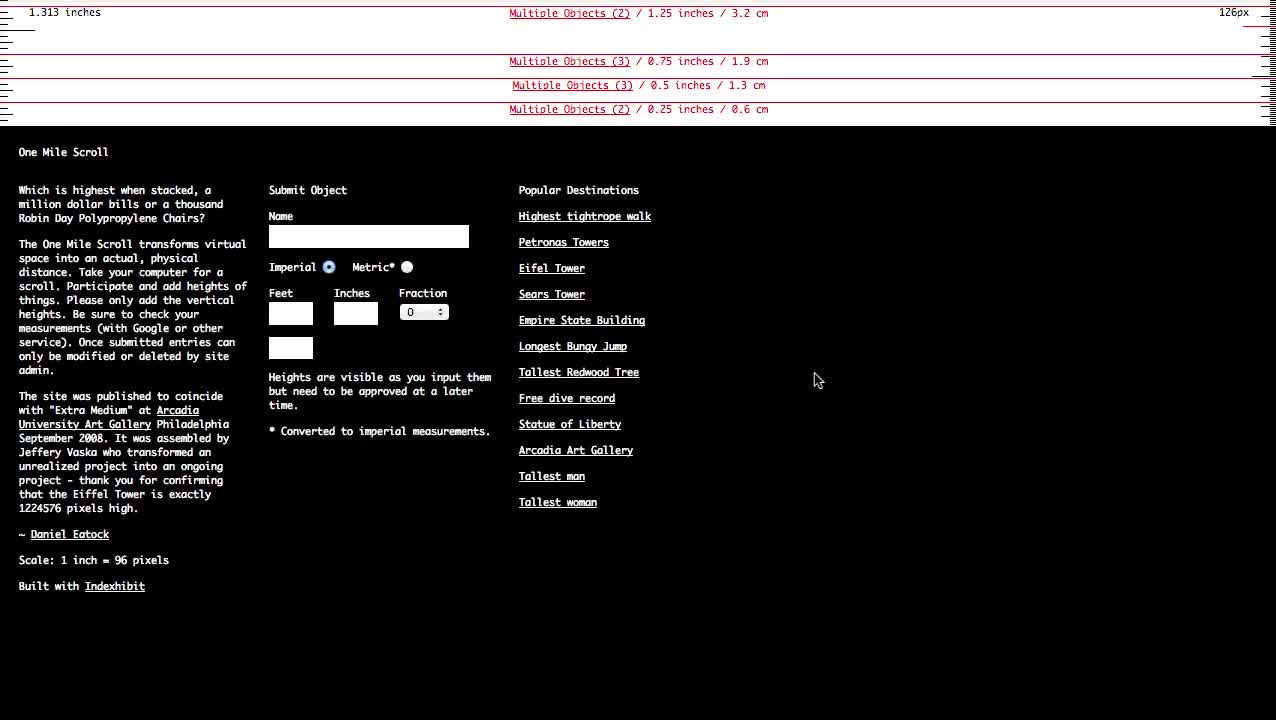 1.313 inches
Multiple Objects (2) / 1.25 inches / 3.2 cm
126px
Multiple Objects (3) / 0.75 inches / 1.9 cm
Multiple Objects (3) / 0.5 inches / 1.3 cm
Multiple Objects (2) / 0.25 inches / 0.6 cm
One Mile Scroll
Which is highest when stacked, a
million dollar bills or a thousand
Robin Day Polypropylene Chairs?
The One Mile Scroll transforms virtual
space into an actual, physical
distance. Take your computer for a
scroll. Participate and add heights of
things. Please only add the vertical
heights. Be sure to check your
measurements (with Google or other
service). Once submitted entries can
only be modified or deleted by site
admin.
The site was published to coincide
with "Extra Medium" at Arcadia
University Art Gallery Philadelphia
September 2008. It was assembled by
Jeffery Vaska who transformed an
unrealized project into an ongoing
project - thank you for confirming
that the Eiffel Tower is exactly
1224576 pixels high.
~ Daniel Eatock
Scale: 1 inch = 96 pixels
Built with Indexhibit
Submit Object
Name
Imperial Metric*
Feet Inches Fraction
0
Heights are visible as you input them
but need to be approved at a later
time.
* Converted to imperial measurements.
Popular Destinations
Highest tightrope walk
Petronas Towers
Eifel Tower
Sears Tower
Empire State Building
Longest Bungy Jump
Tallest Redwood Tree
Free dive record
Statue of Liberty
Arcadia Art Gallery
Tallest man
Tallest woman